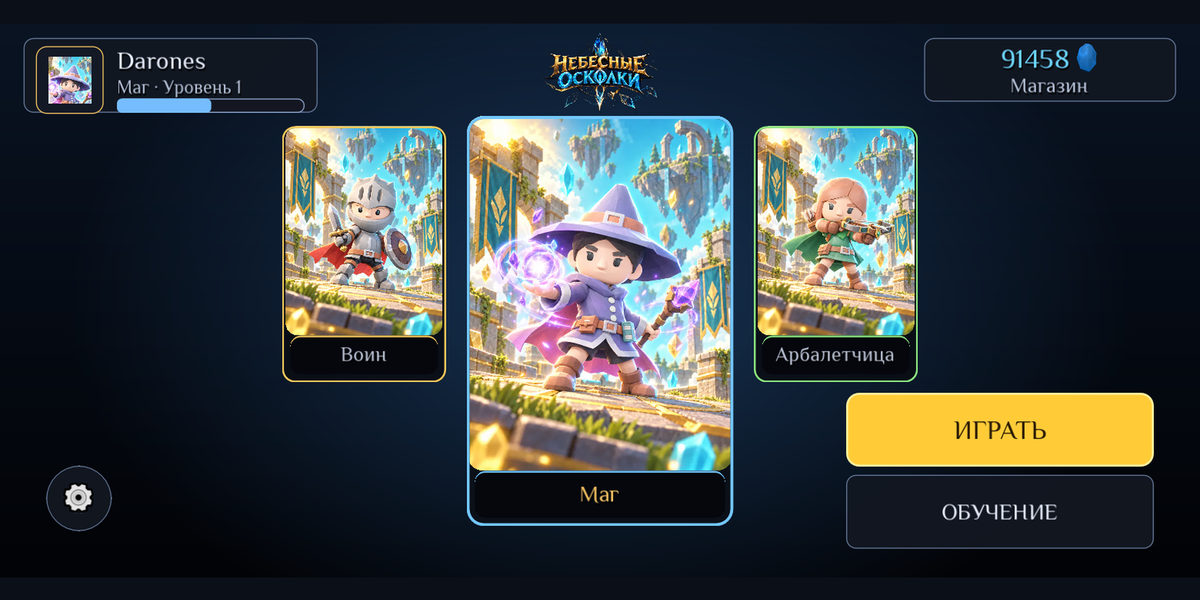 Darones
Маг · Уровень 1
НЕБЕСНЫЕ
ОСКОЛКИ
91458
Магазин
Воин
Маг
Арбалетчица
ИГРАТЬ
ОБУЧЕНИЕ